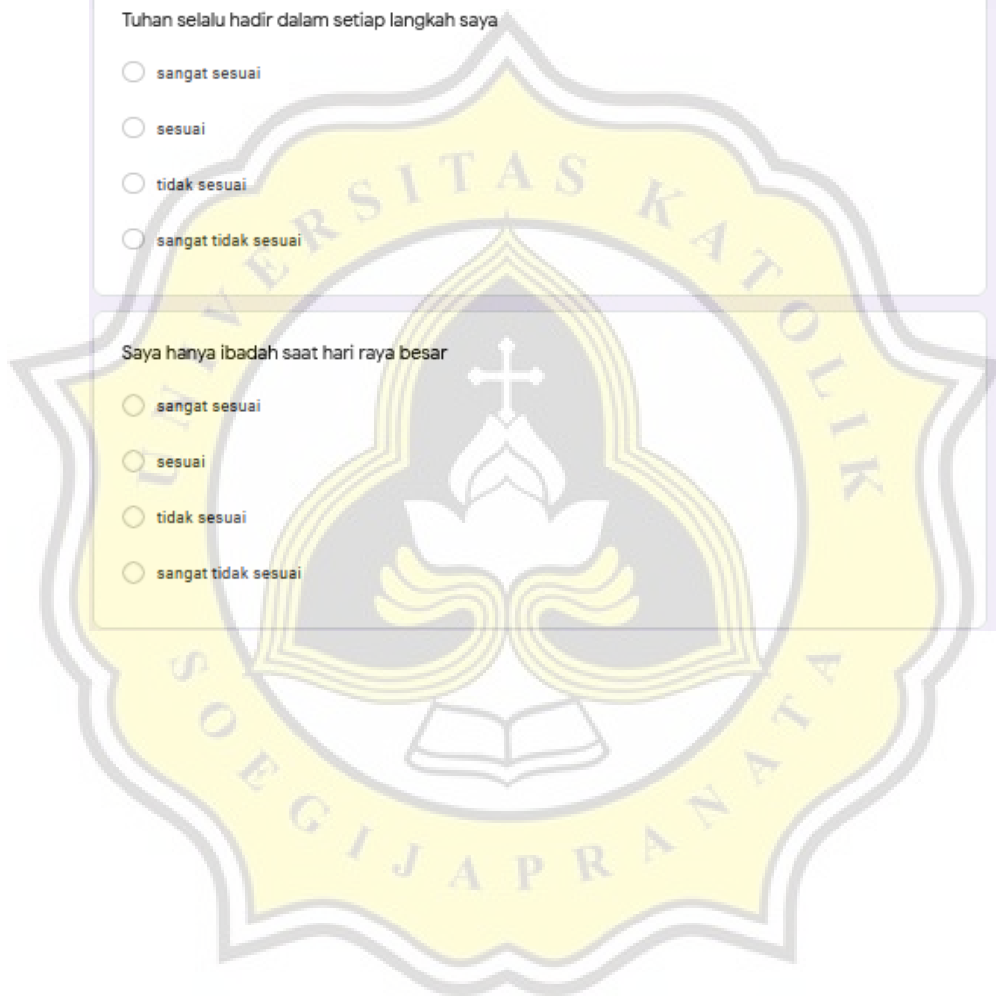 Tuhan selalu hadir dalam setiap langkah saya
sangat sesuai
sesuai
tidak sesuai
sangat tidak sesuai
Saya hanya ibadah saat hari raya besar
sangat sesuai
sesuai
tidak sesuai
sangat tidak sesuai
UNIVERSITAS KATOLIK
SOEGIJAPRANATA